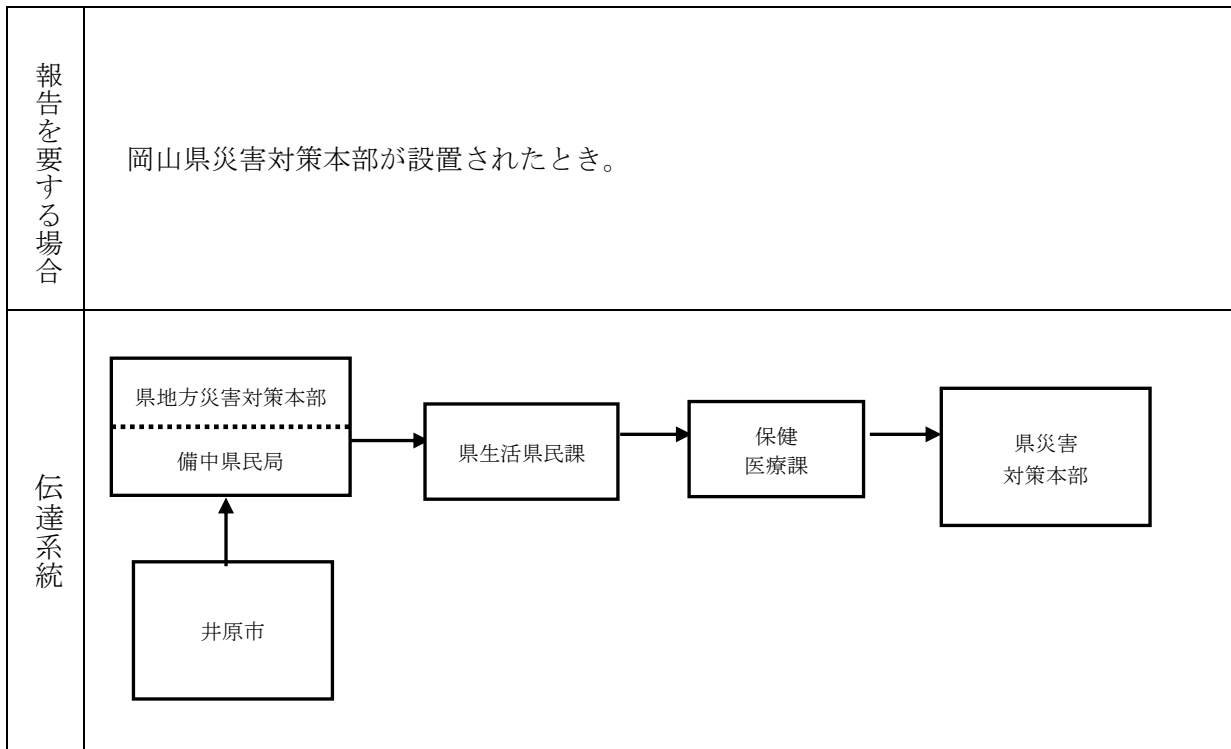 報告を要する場合
岡山県災害対策本部が設置されたとき。
伝達系統
県地方災害対策本部
備中県民局
県生活県民課
保健
医療課
県災害
対策本部
井原市